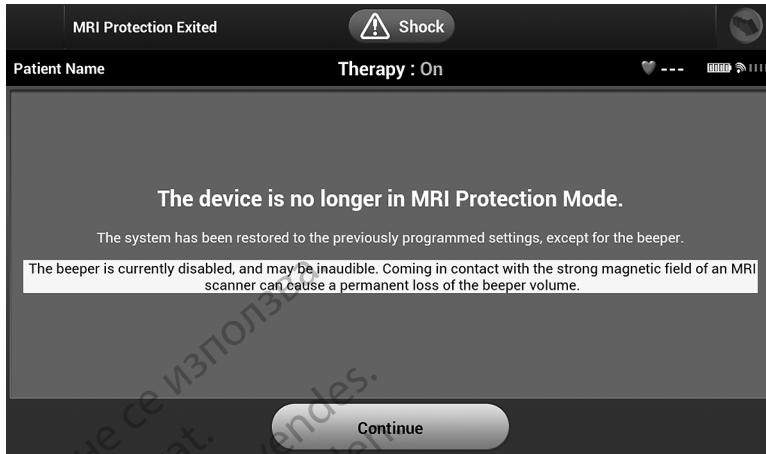 MRI Protection Exited
Shock
Patient Name
Therapy : On
---
The device is no longer in MRI Protection Mode.
The system has been restored to the previously programmed settings, except for the beeper.
The beeper is currently disabled, and may be inaudible. Coming in contact with the strong magnetic field of an MRI
scanner can cause a permanent loss of the beeper volume.
не се използва
Continue